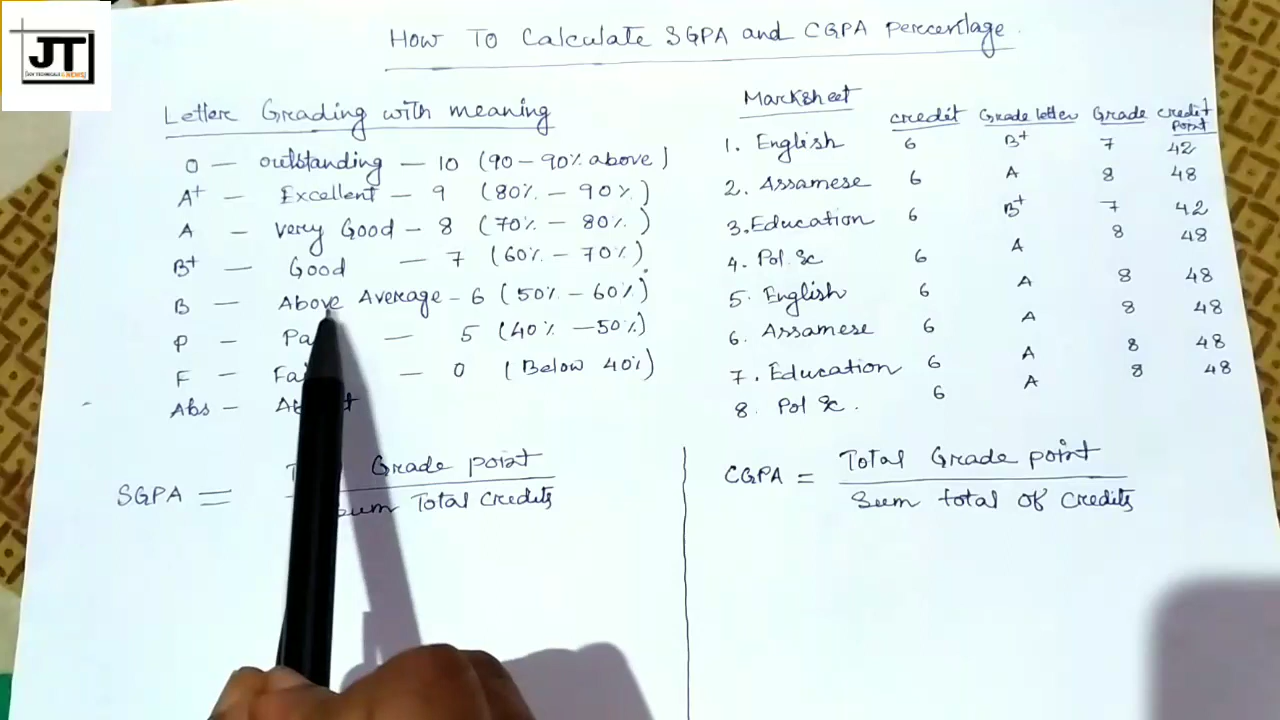 JT
How To Calculate SGPA and CGPA percentage.
Letter Grading with meaning
O — outstanding — 10 (90 – 90% above)
A+ — Excellent – 9 (80% – 90%)
A — Very Good – 8 (70% – 80%)
B+ — Good — 7 (60% – 70%)
B — Above Average – 6 (50% – 60%)
P — — 5 (40% – 50%)
F — — 0 (Below 40%)
Abs —
SGPA = Grade point
Total Credits
Marksheet credit Grade letter Grade credit point
1. English 6 B+ 7 42
2. Assamese 6 A 8 48
3. Education 6 B+ 7 42
4. Pol. Sc 6 A 8 48
5. English 6 A 8 48
6. Assamese 6 A 8 48
7. Education 6 A 8 48
8. Pol Sc. 6 A 8 48
CGPA = Total Grade point
Sum total of credits